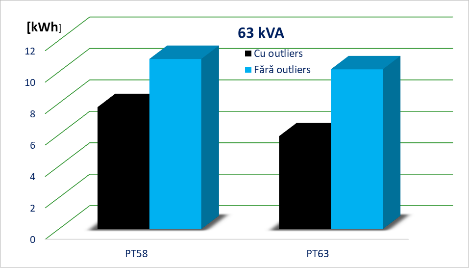 [kWh]
63 kVA
Cu outliers
Fără outliers
12
10
8
6
4
2
0
PT58
PT63